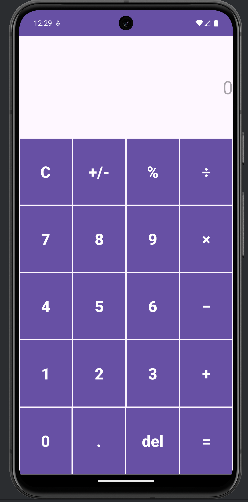 12:29
0
C +/- % ÷
7 8 9 ×
4 5 6 −
1 2 3 +
0 . del =